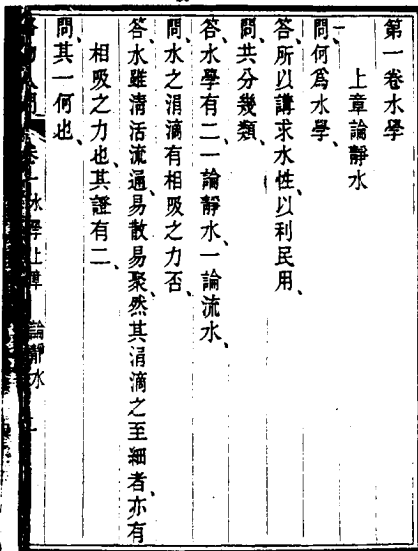 第一卷水學
上章論靜水
問、何爲水學、
答、所以講求水性以利民用、
問、共分幾類、
答、水學有二、一論靜水一論流水、
問、水之涓滴有相吸之力否、
答、水雖清活流通易散易聚然其涓滴之至細者亦有
相吸之力也其證有二、
問、其一何也、
水學上章 論靜水